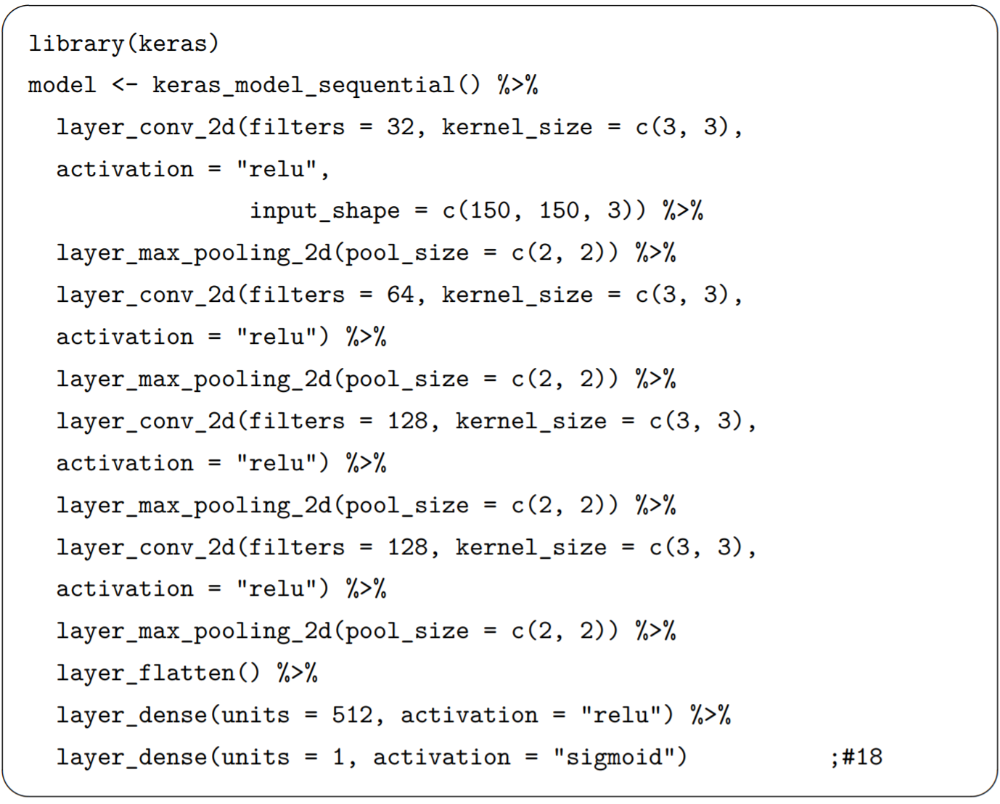 library(keras)
model <- keras_model_sequential() %>%
  layer_conv_2d(filters = 32, kernel_size = c(3, 3),
  activation = "relu",
                input_shape = c(150, 150, 3)) %>%
  layer_max_pooling_2d(pool_size = c(2, 2)) %>%
  layer_conv_2d(filters = 64, kernel_size = c(3, 3),
  activation = "relu") %>%
  layer_max_pooling_2d(pool_size = c(2, 2)) %>%
  layer_conv_2d(filters = 128, kernel_size = c(3, 3),
  activation = "relu") %>%
  layer_max_pooling_2d(pool_size = c(2, 2)) %>%
  layer_conv_2d(filters = 128, kernel_size = c(3, 3),
  activation = "relu") %>%
  layer_max_pooling_2d(pool_size = c(2, 2)) %>%
  layer_flatten() %>%
  layer_dense(units = 512, activation = "relu") %>%
  layer_dense(units = 1, activation = "sigmoid")          ;#18